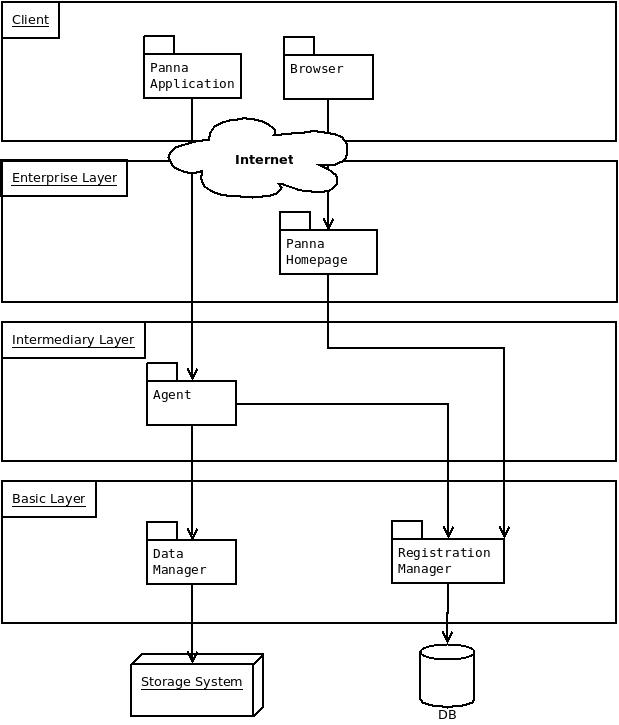 Client
Panna
Application
Browser
Internet
Enterprise Layer
Panna
Homepage
Intermediary Layer
Agent
Basic Layer
Data
Manager
Registration
Manager
Storage System
DB